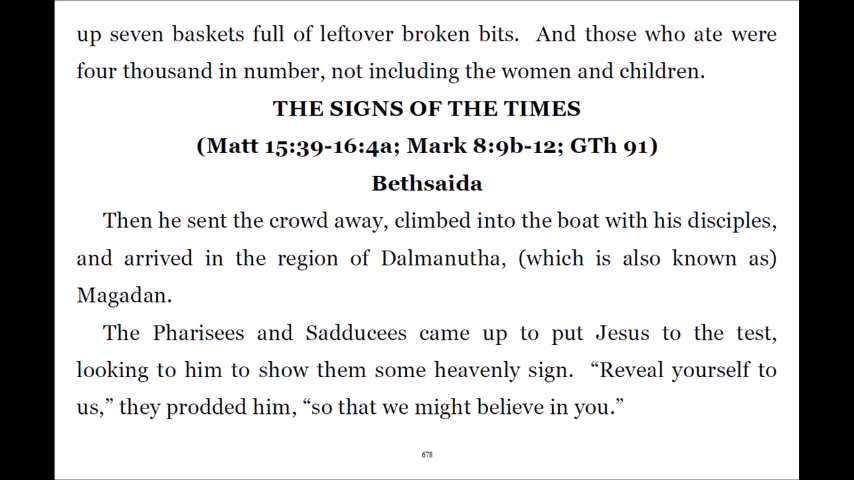 up seven baskets full of leftover broken bits. And those who ate were
four thousand in number, not including the women and children.
THE SIGNS OF THE TIMES
(Matt 15:39-16:4a; Mark 8:9b-12; GTh 91)
Bethsaida
Then he sent the crowd away, climbed into the boat with his disciples,
and arrived in the region of Dalmanutha, (which is also known as)
Magadan.
The Pharisees and Sadducees came up to put Jesus to the test,
looking to him to show them some heavenly sign. “Reveal yourself to
us,” they prodded him, “so that we might believe in you.”
678